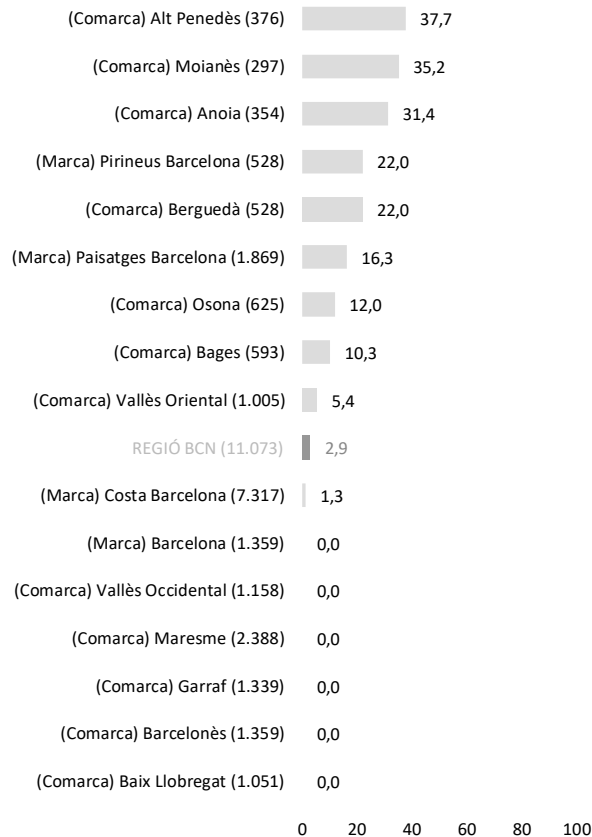 (Comarca) Alt Penedès (376) 37,7
(Comarca) Moianès (297) 35,2
(Comarca) Anoia (354) 31,4
(Marca) Pirineus Barcelona (528) 22,0
(Comarca) Berguedà (528) 22,0
(Marca) Paisatges Barcelona (1.869) 16,3
(Comarca) Osona (625) 12,0
(Comarca) Bages (593) 10,3
(Comarca) Vallès Oriental (1.005) 5,4
REGIÓ BCN (11.073) 2,9
(Marca) Costa Barcelona (7.317) 1,3
(Marca) Barcelona (1.359) 0,0
(Comarca) Vallès Occidental (1.158) 0,0
(Comarca) Maresme (2.388) 0,0
(Comarca) Garraf (1.339) 0,0
(Comarca) Barcelonès (1.359) 0,0
(Comarca) Baix Llobregat (1.051) 0,0
0 20 40 60 80 100